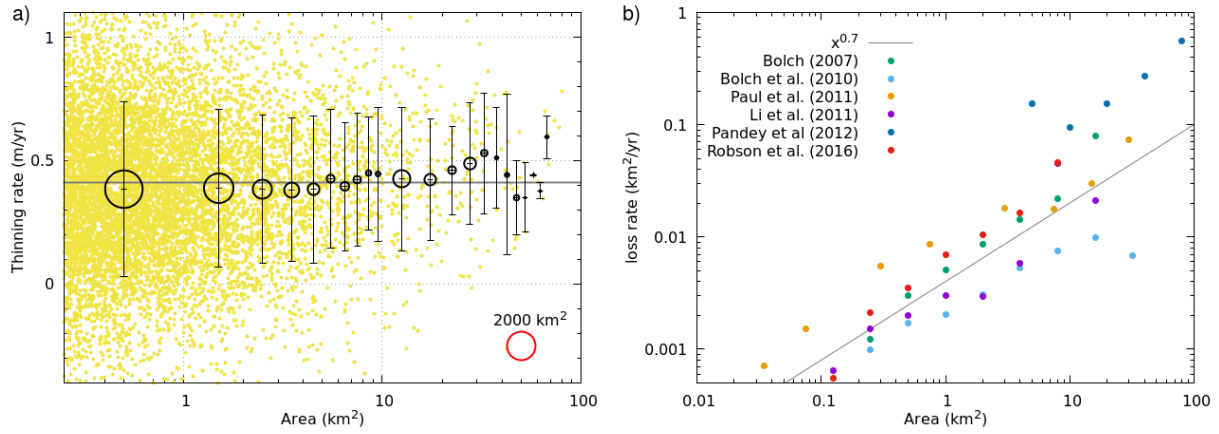 a)
Thinning rate (m/yr)
1
0.5
0
2000 km²
1
10
100
Area (km²)
b)
loss rate (km²/yr)
1
0.1
0.01
0.001
x^0.7
Bolch (2007)
Bolch et al. (2010)
Paul et al. (2011)
Li et al. (2011)
Pandey et al (2012)
Robson et al. (2016)
0.01
0.1
1
10
100
Area (km²)